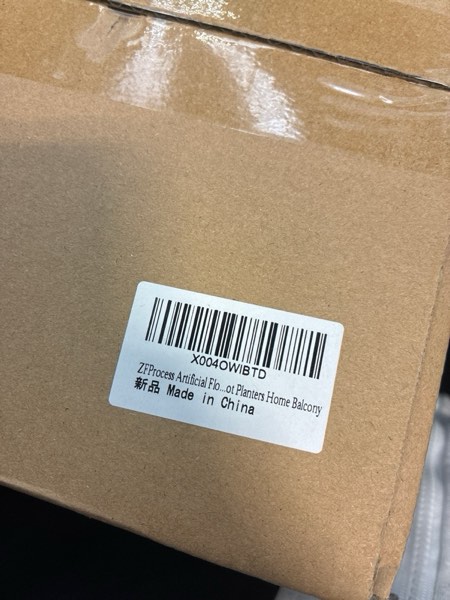 X004OWIBTD
ZFProcess Artificial Flo...ot Planters Home Balcony
新品 Made in China